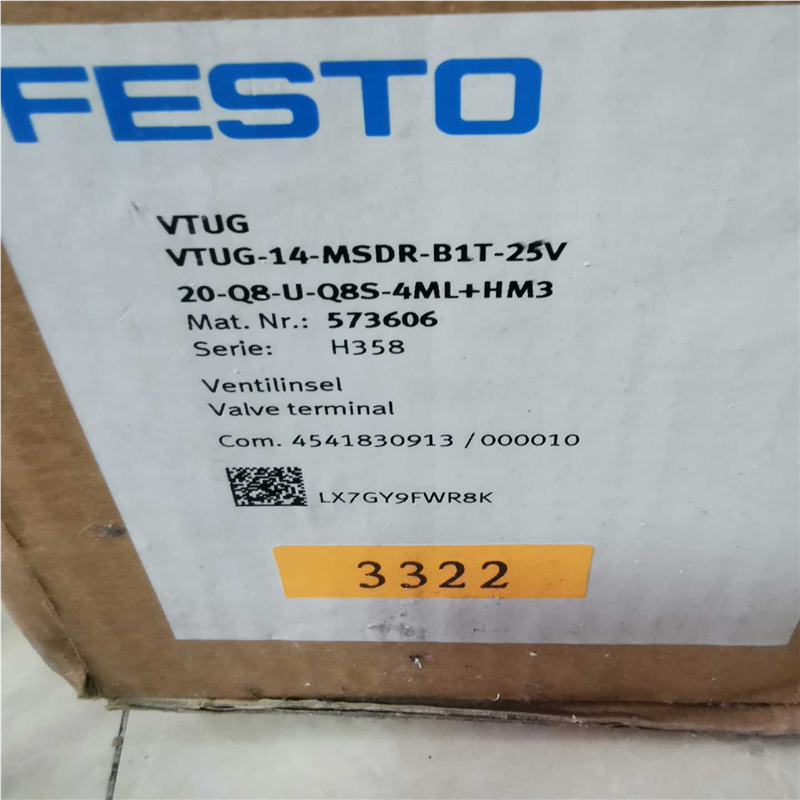 FESTO
VTUG
VTUG-14-MSDR-B1T-25V
20-Q8-U-Q8S-4ML+HM3
Mat. Nr.: 573606
Serie: H358
Ventilinsel
Valve terminal
Com. 4541830913 /000010
LX7GY9FWR8K
3322